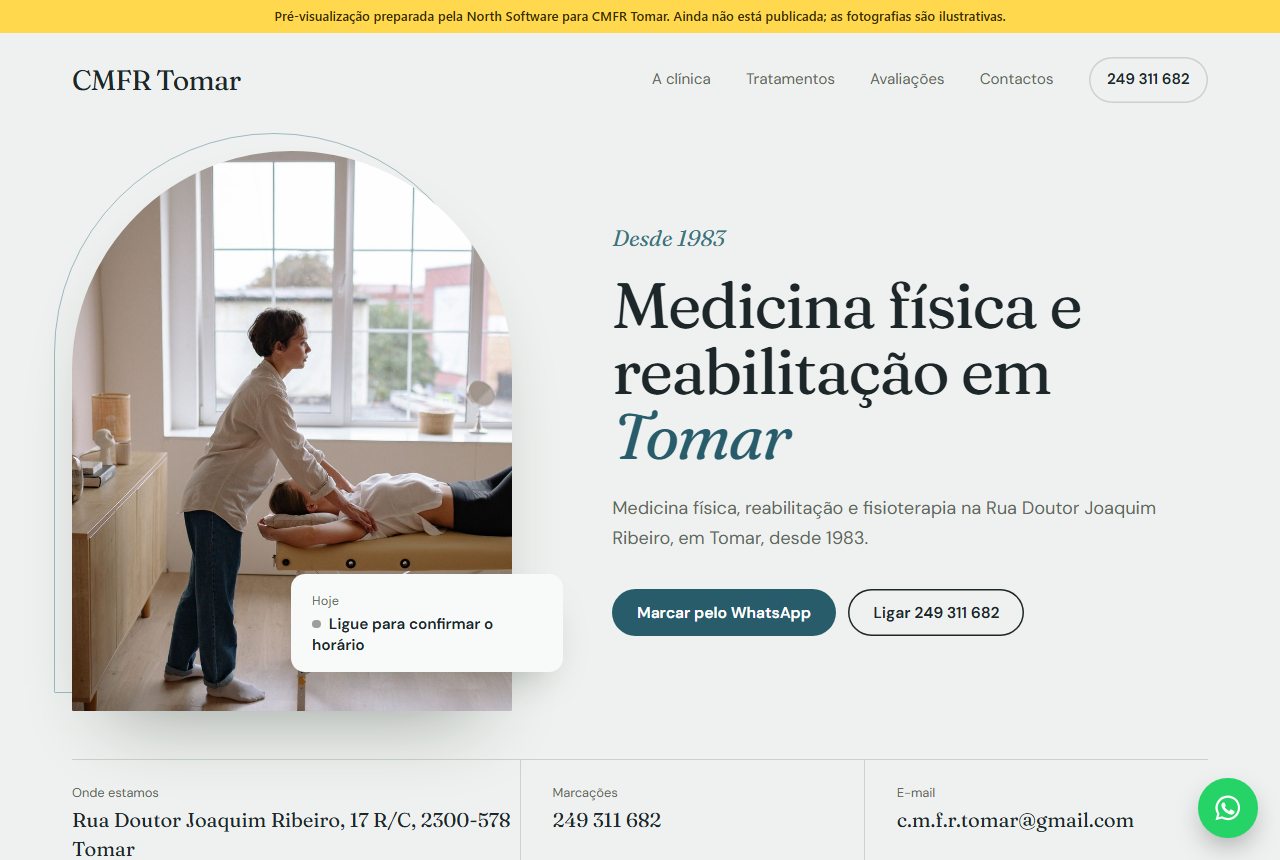 Pré-visualização preparada pela North Software para CMFR Tomar. Ainda não está publicada; as fotografias são ilustrativas.
CMFR Tomar
A clínica
Tratamentos
Avaliações
Contactos
249 311 682
Desde 1983
Medicina física e
reabilitação em
Tomar
Medicina física, reabilitação e fisioterapia na Rua Doutor Joaquim
Ribeiro, em Tomar, desde 1983.
Marcar pelo WhatsApp
Ligar 249 311 682
Hoje
Ligue para confirmar o
horário
Onde estamos
Rua Doutor Joaquim Ribeiro, 17 R/C, 2300-578
Tomar
Marcações
249 311 682
E-mail
c.m.f.r.tomar@gmail.com